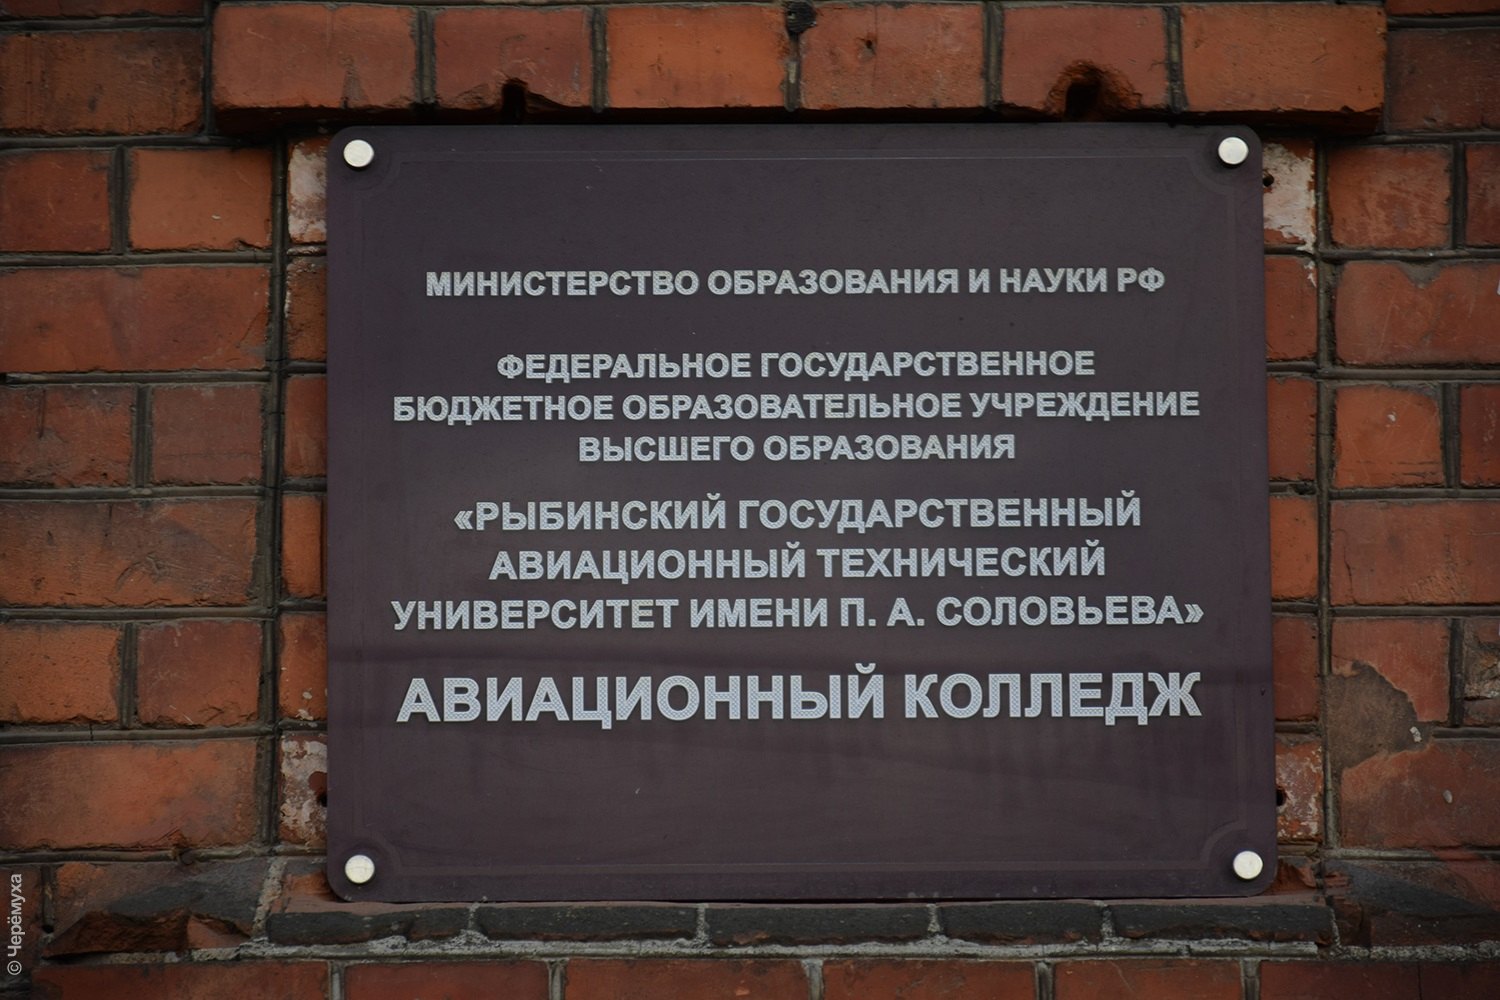 МИНИСТЕРСТВО ОБРАЗОВАНИЯ И НАУКИ РФ
ФЕДЕРАЛЬНОЕ ГОСУДАРСТВЕННОЕ
БЮДЖЕТНОЕ ОБРАЗОВАТЕЛЬНОЕ УЧРЕЖДЕНИЕ
ВЫСШЕГО ОБРАЗОВАНИЯ
«РЫБИНСКИЙ ГОСУДАРСТВЕННЫЙ
АВИАЦИОННЫЙ ТЕХНИЧЕСКИЙ
УНИВЕРСИТЕТ ИМЕНИ П. А. СОЛОВЬЕВА»
АВИАЦИОННЫЙ КОЛЛЕДЖ
© Черёмуха